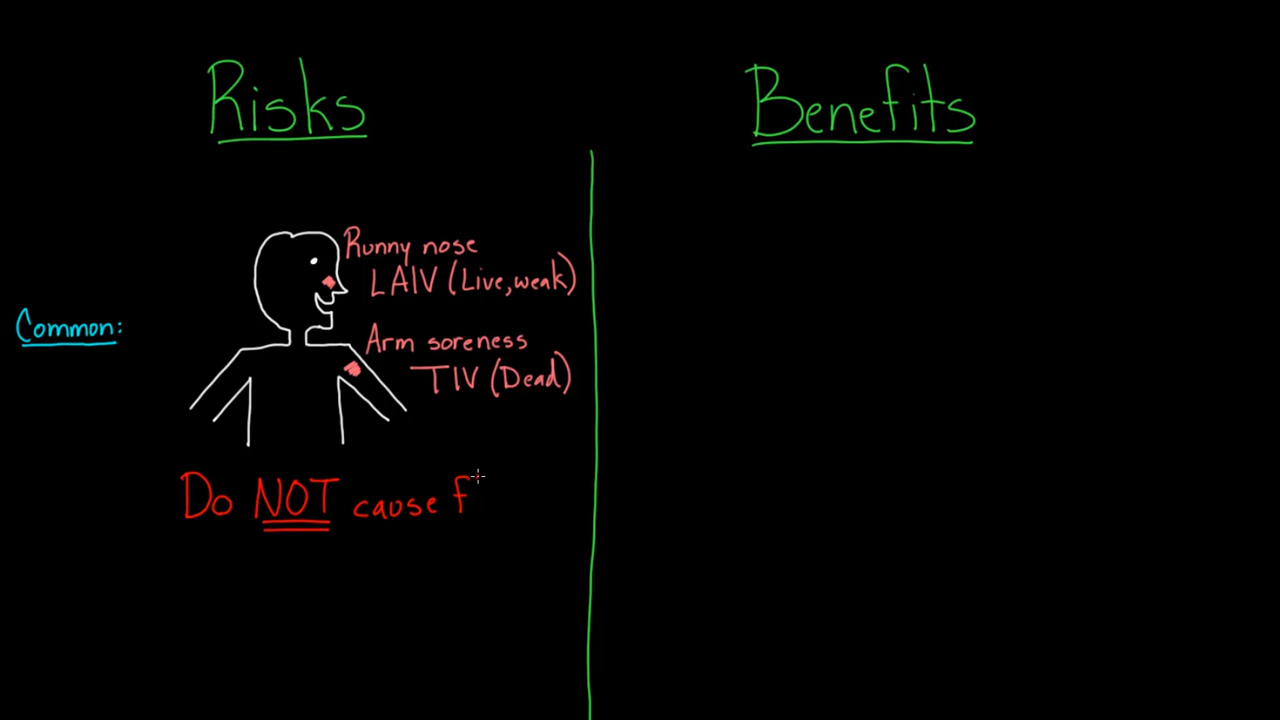 Risks
Benefits
Runny nose
LAIV (Live, weak)
Common:
Arm soreness
TIV (Dead)
Do NOT cause f